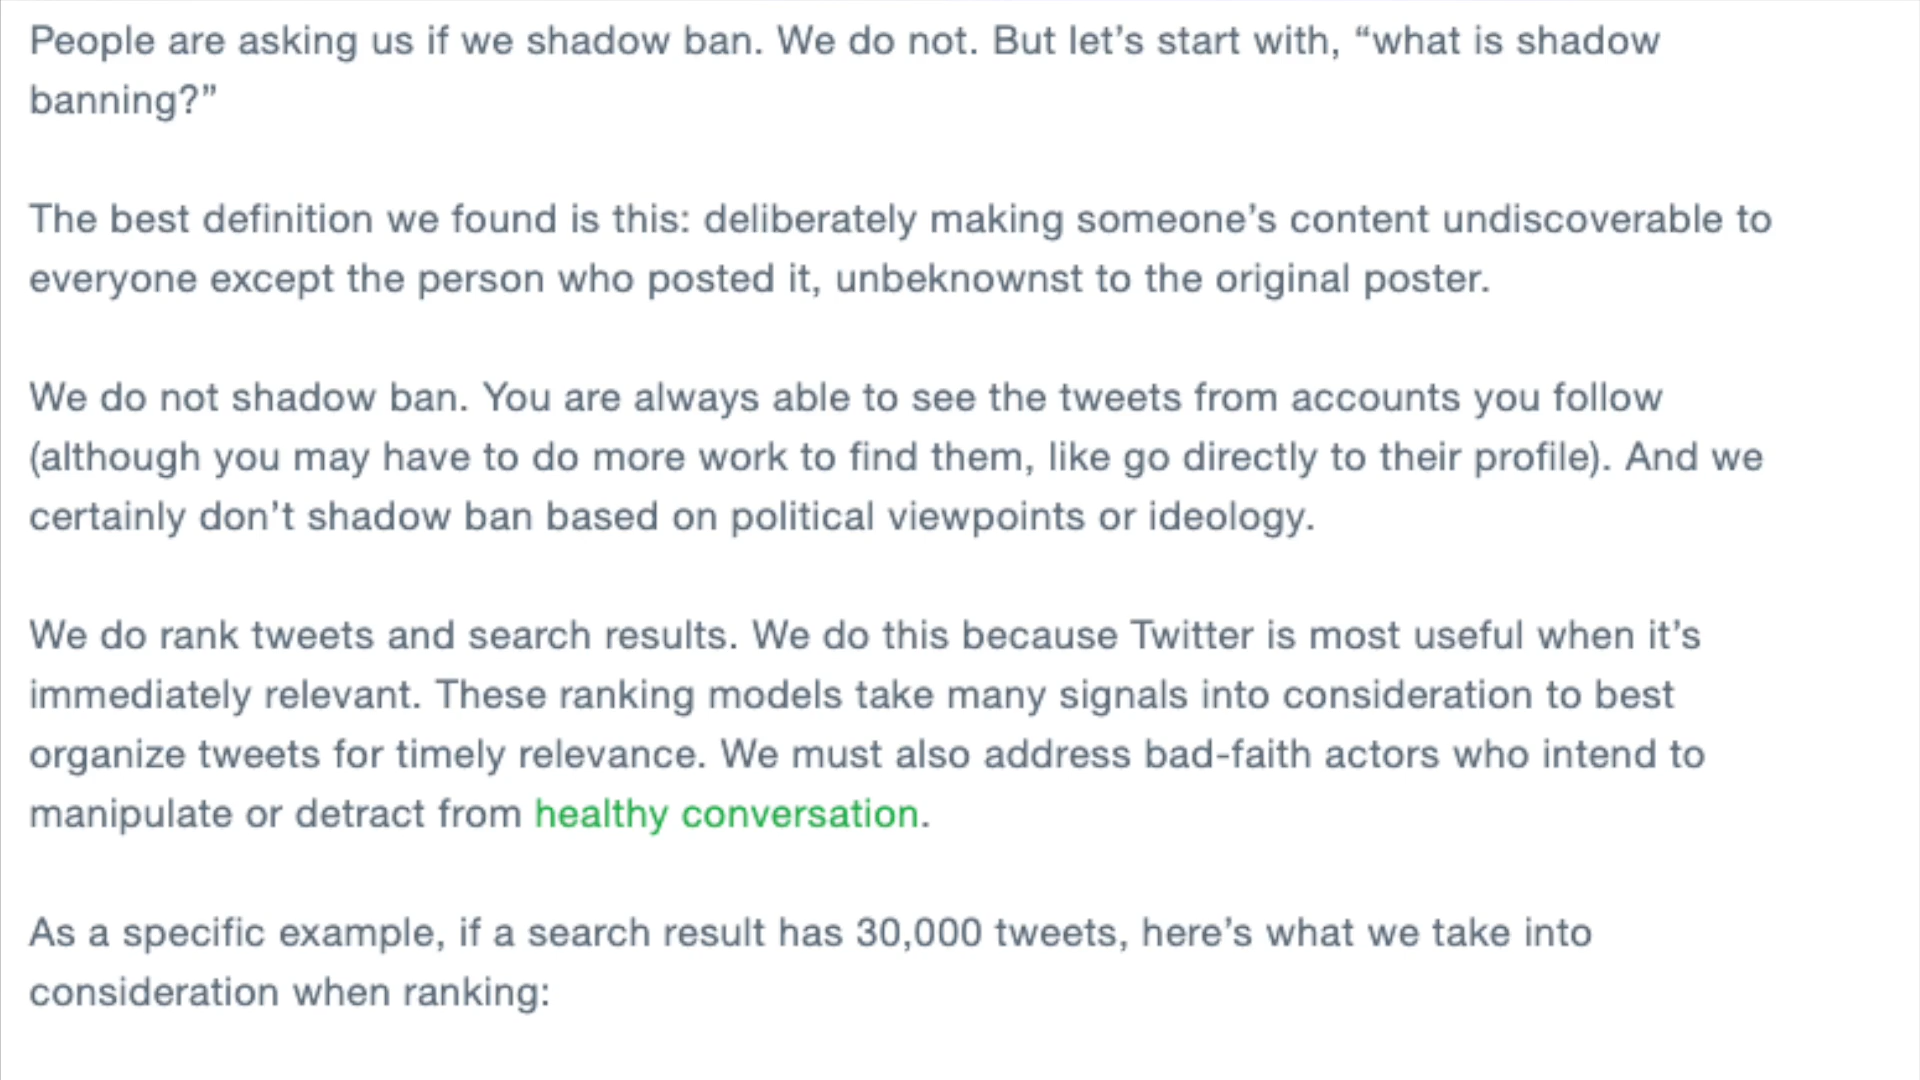 People are asking us if we shadow ban. We do not. But let’s start with, “what is shadow
banning?”
The best definition we found is this: deliberately making someone’s content undiscoverable to
everyone except the person who posted it, unbeknownst to the original poster.
We do not shadow ban. You are always able to see the tweets from accounts you follow
(although you may have to do more work to find them, like go directly to their profile). And we
certainly don’t shadow ban based on political viewpoints or ideology.
We do rank tweets and search results. We do this because Twitter is most useful when it’s
immediately relevant. These ranking models take many signals into consideration to best
organize tweets for timely relevance. We must also address bad-faith actors who intend to
manipulate or detract from healthy conversation.
As a specific example, if a search result has 30,000 tweets, here’s what we take into
consideration when ranking: